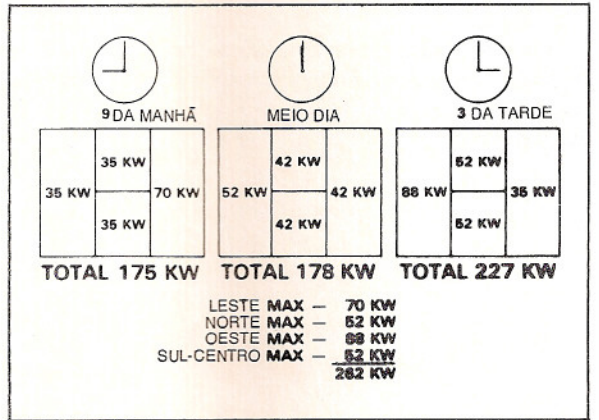 9 DA MANHÃ
MEIO DIA
3 DA TARDE
35 KW
35 KW
70 KW
35 KW
52 KW
42 KW
42 KW
42 KW
88 KW
52 KW
35 KW
52 KW
TOTAL 175 KW
TOTAL 178 KW
TOTAL 227 KW
LESTE MAX — 70 KW
NORTE MAX — 52 KW
OESTE MAX — 88 KW
SUL-CENTRO MAX — 52 KW
262 KW